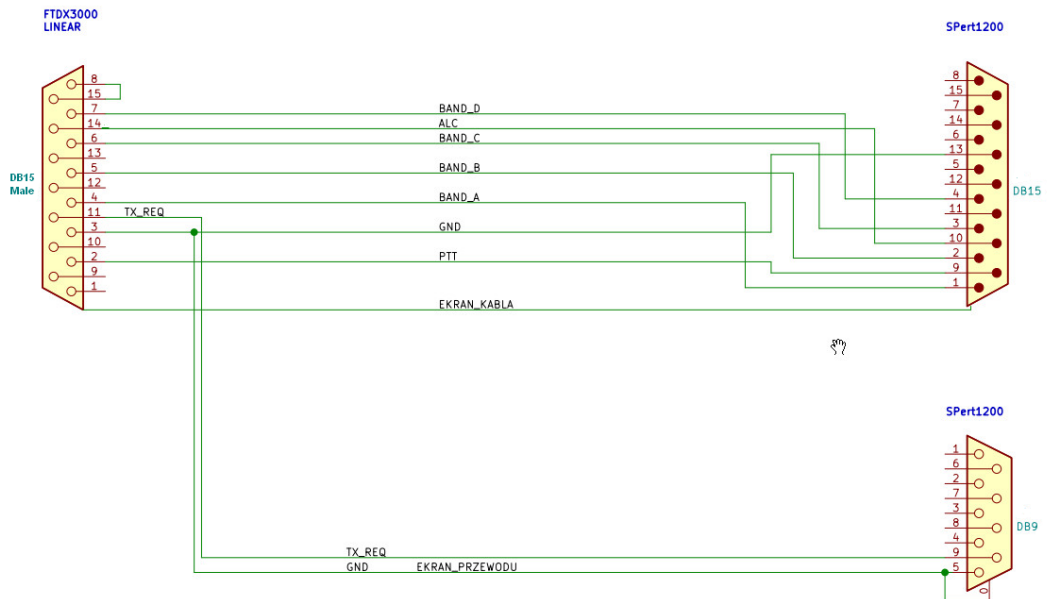 FTDX3000
LINEAR
SPert1200
8
15
7
14
6
13
5
12
4
11
3
10
2
9
1
DB15
Male
BAND_D
ALC
BAND_C
BAND_B
BAND_A
TX_REQ
GND
PTT
EKRAN_KABLA
8
15
7
14
6
13
5
12
4
11
3
10
2
9
1
DB15
SPert1200
1
6
2
7
3
8
4
9
5
0
DB9
TX_REQ
GND EKRAN_PRZEWODU